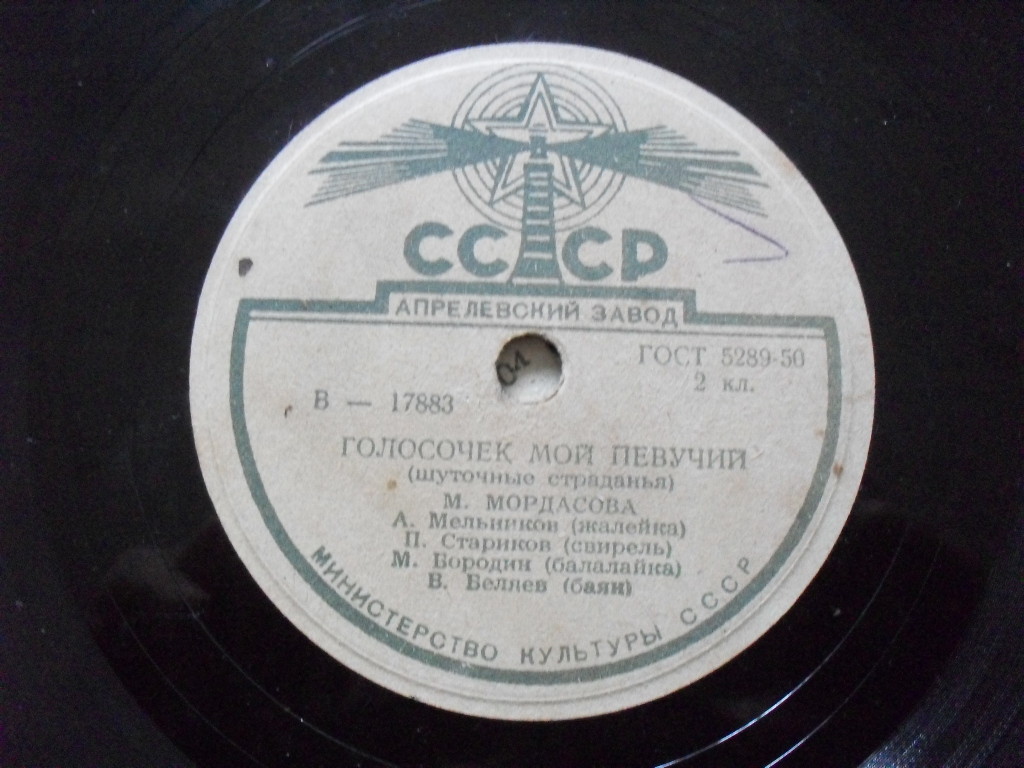 СССР
АПРЕЛЕВСКИЙ ЗАВОД
ГОСТ 5289-50
2 кл.
В — 17883
04
ГОЛОСОЧЕК МОЙ ПЕВУЧИЙ
(шуточные страданья)
М. МОРДАСОВА
А. Мельников (жалейка)
П. Стариков (свирель)
М. Бородин (балалайка)
В. Беляев (баян)
МИНИСТЕРСТВО КУЛЬТУРЫ СССР